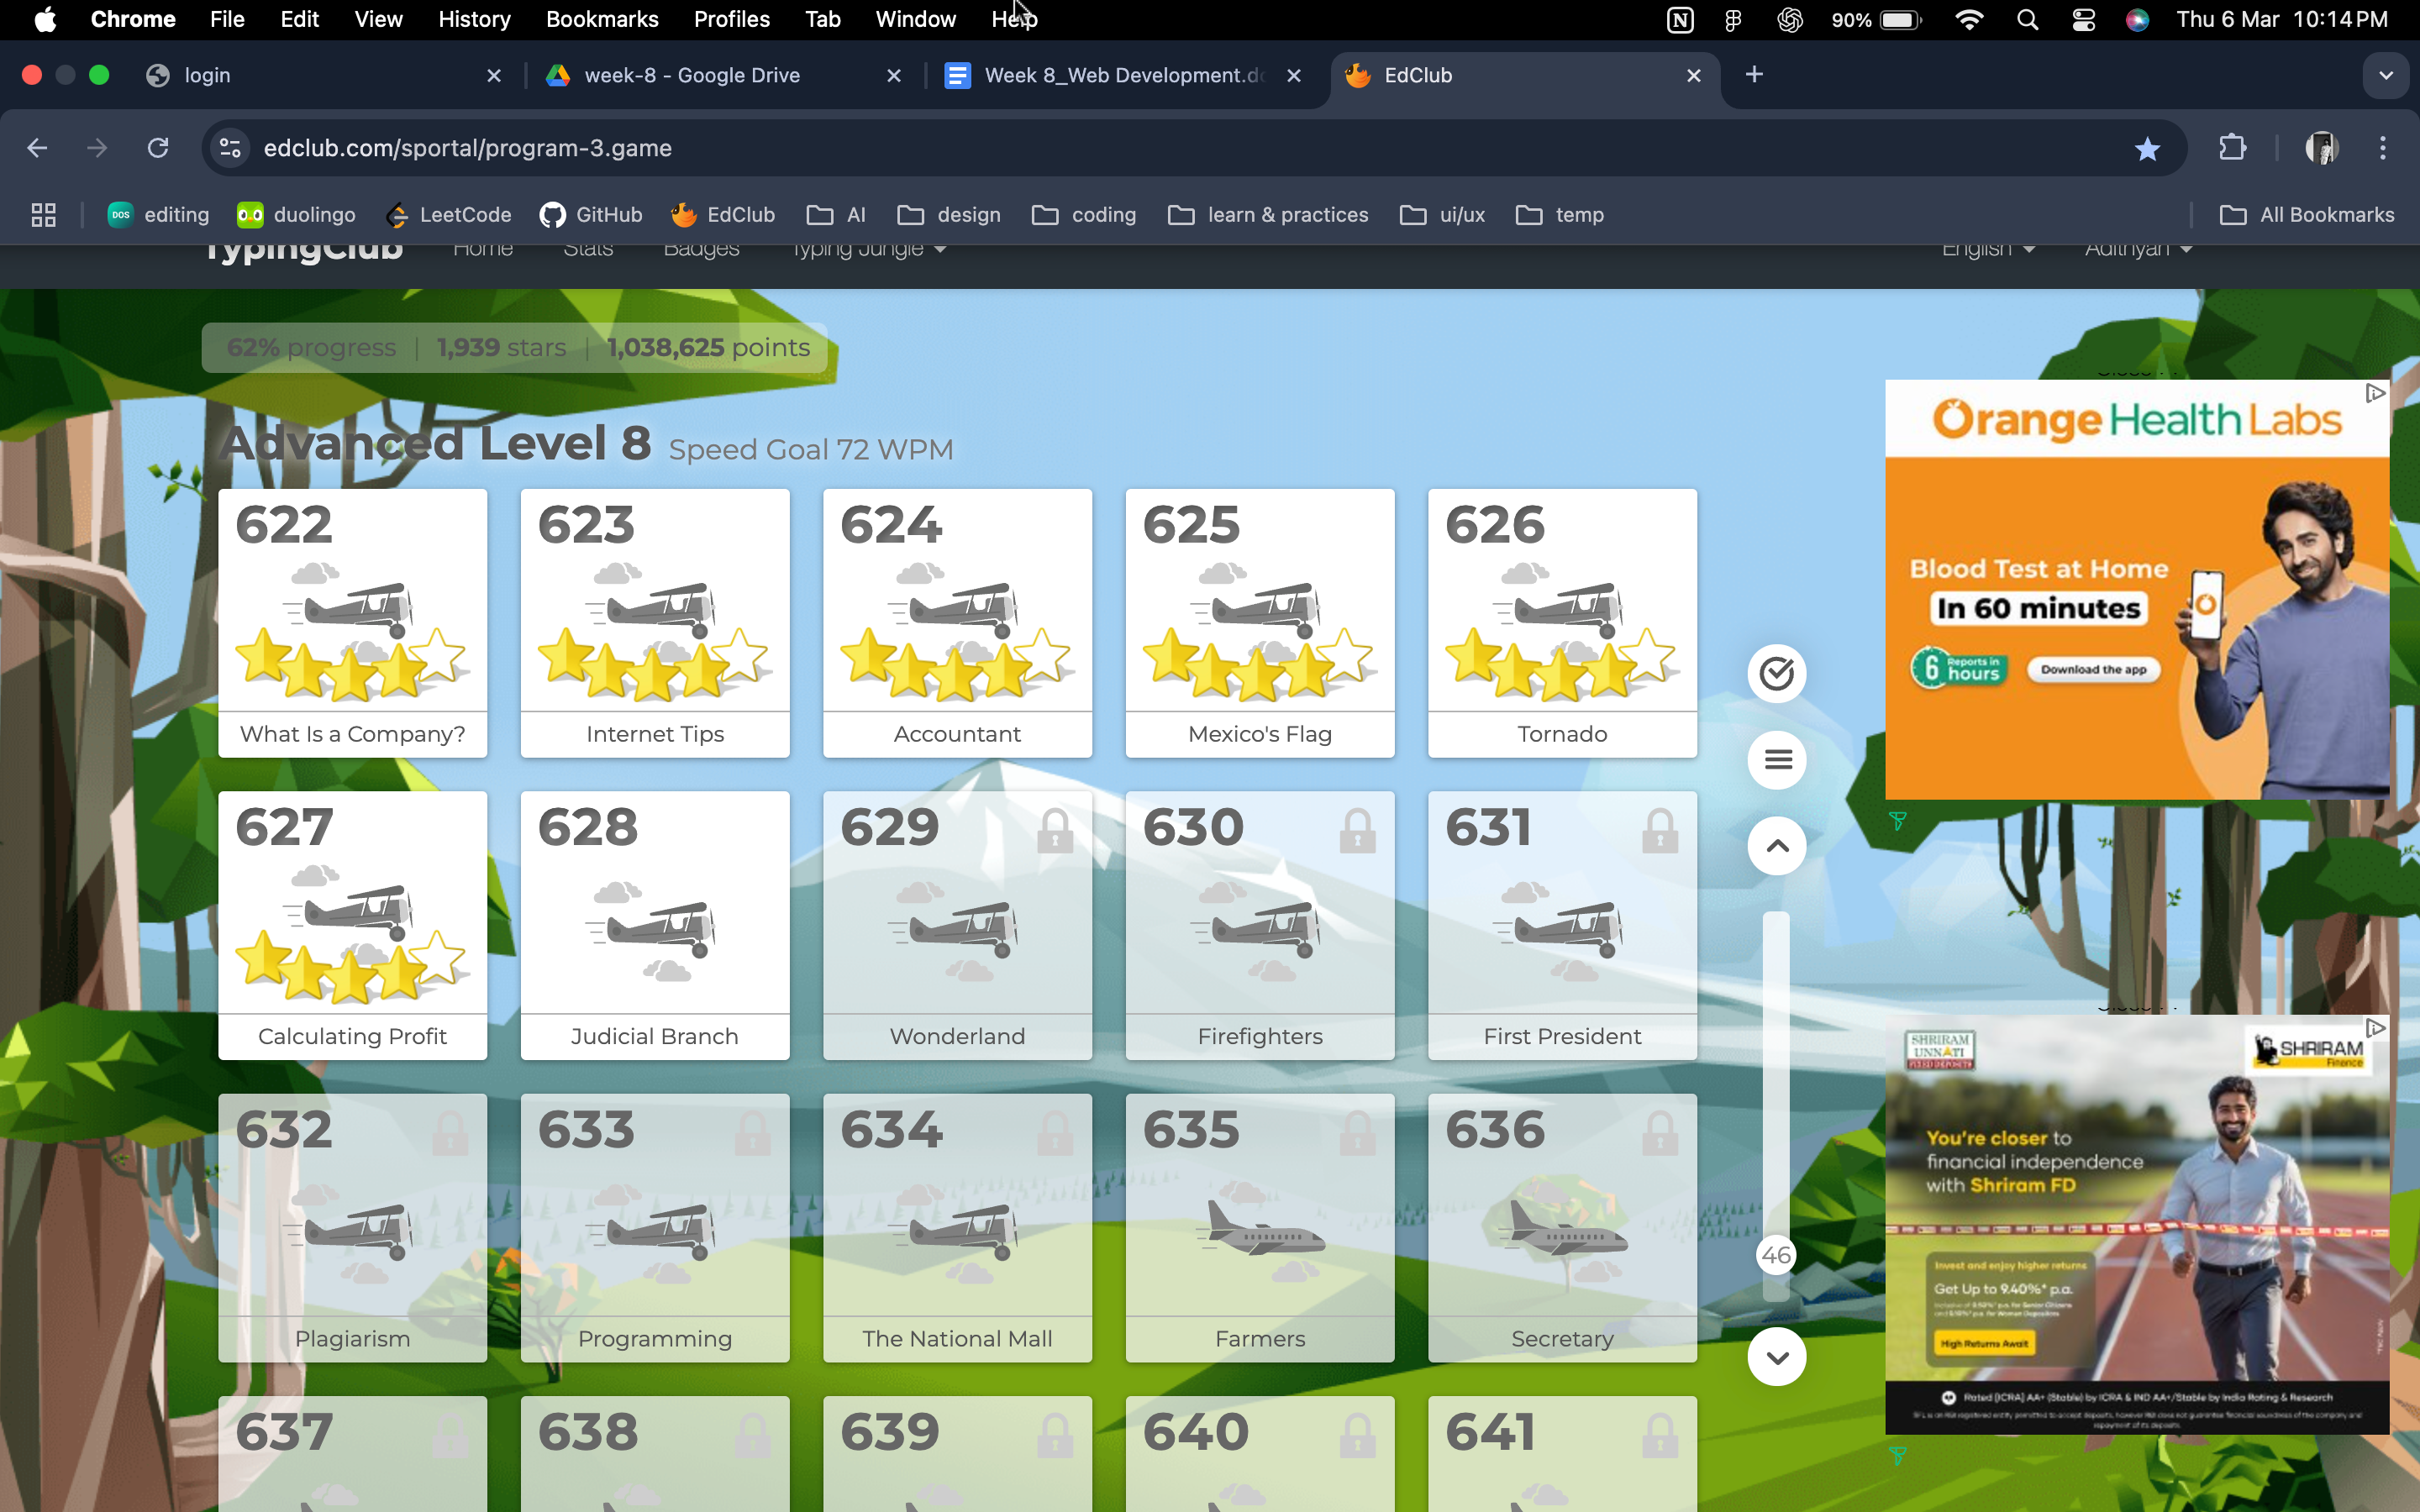 Chrome File Edit View History Bookmarks Profiles Tab Window Help 90% Thu 6 Mar 10:14 PM
login week-8 - Google Drive Week 8_Web Development.do EdClub
edclub.com/sportal/program-3.game
DOS editing duolingo LeetCode GitHub EdClub AI design coding learn & practices ui/ux temp All Bookmarks
TypingClub Home Stats Badges Typing Jungle English Adithyan
62% progress | 1,939 stars | 1,038,625 points
Advanced Level 8 Speed Goal 72 WPM
622 623 624 625 626
What Is a Company? Internet Tips Accountant Mexico's Flag Tornado
627 628 629 630 631
Calculating Profit Judicial Branch Wonderland Firefighters First President
632 633 634 635 636
Plagiarism Programming The National Mall Farmers Secretary
637 638 639 640 641
46
Orange Health Labs
Blood Test at Home
In 60 minutes
6 Reports in hours
Download the app
SHRIRAM
UNNATI
FIXED DEPOSITS
SHRIRAM
Finance
You're closer to
financial independence
with Shriram FD
Invest and enjoy higher returns
Get Up to 9.40%* p.a.
High Returns Await
Rated [ICRA] AA+ (Stable) by ICRA & IND AA+/Stable by India Rating & Research